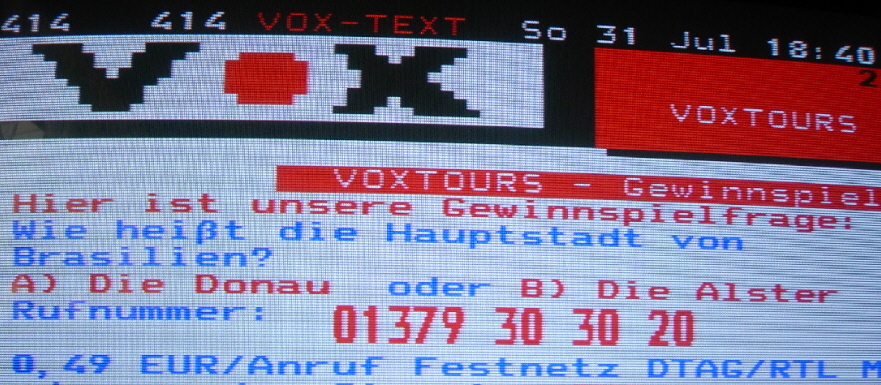 414 414 VOX-TEXT So 31 Jul 18:40
VOX
2
VOXTOURS
VOXTOURS - Gewinnspiel
Hier ist unsere Gewinnspielfrage:
Wie heißt die Hauptstadt von
Brasilien?
A) Die Donau oder B) Die Alster
Rufnummer: 01379 30 30 20
0,49 EUR/Anruf Festnetz DTAG/RTL M